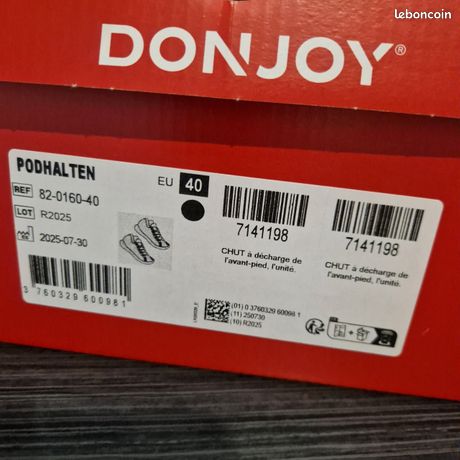 leboncoin
DONJOY®
PODHALTEN
EU 40
REF 82-0160-40
LOT R2025
2025-07-30
3 760329 600981
7141198
CHUT à décharge de
l'avant-pied, l'unité.
7141198
CHUT à décharge de
l'avant-pied, l'unité.
(01) 0 3760329 60098 1
(11) 250730
(10) R2025